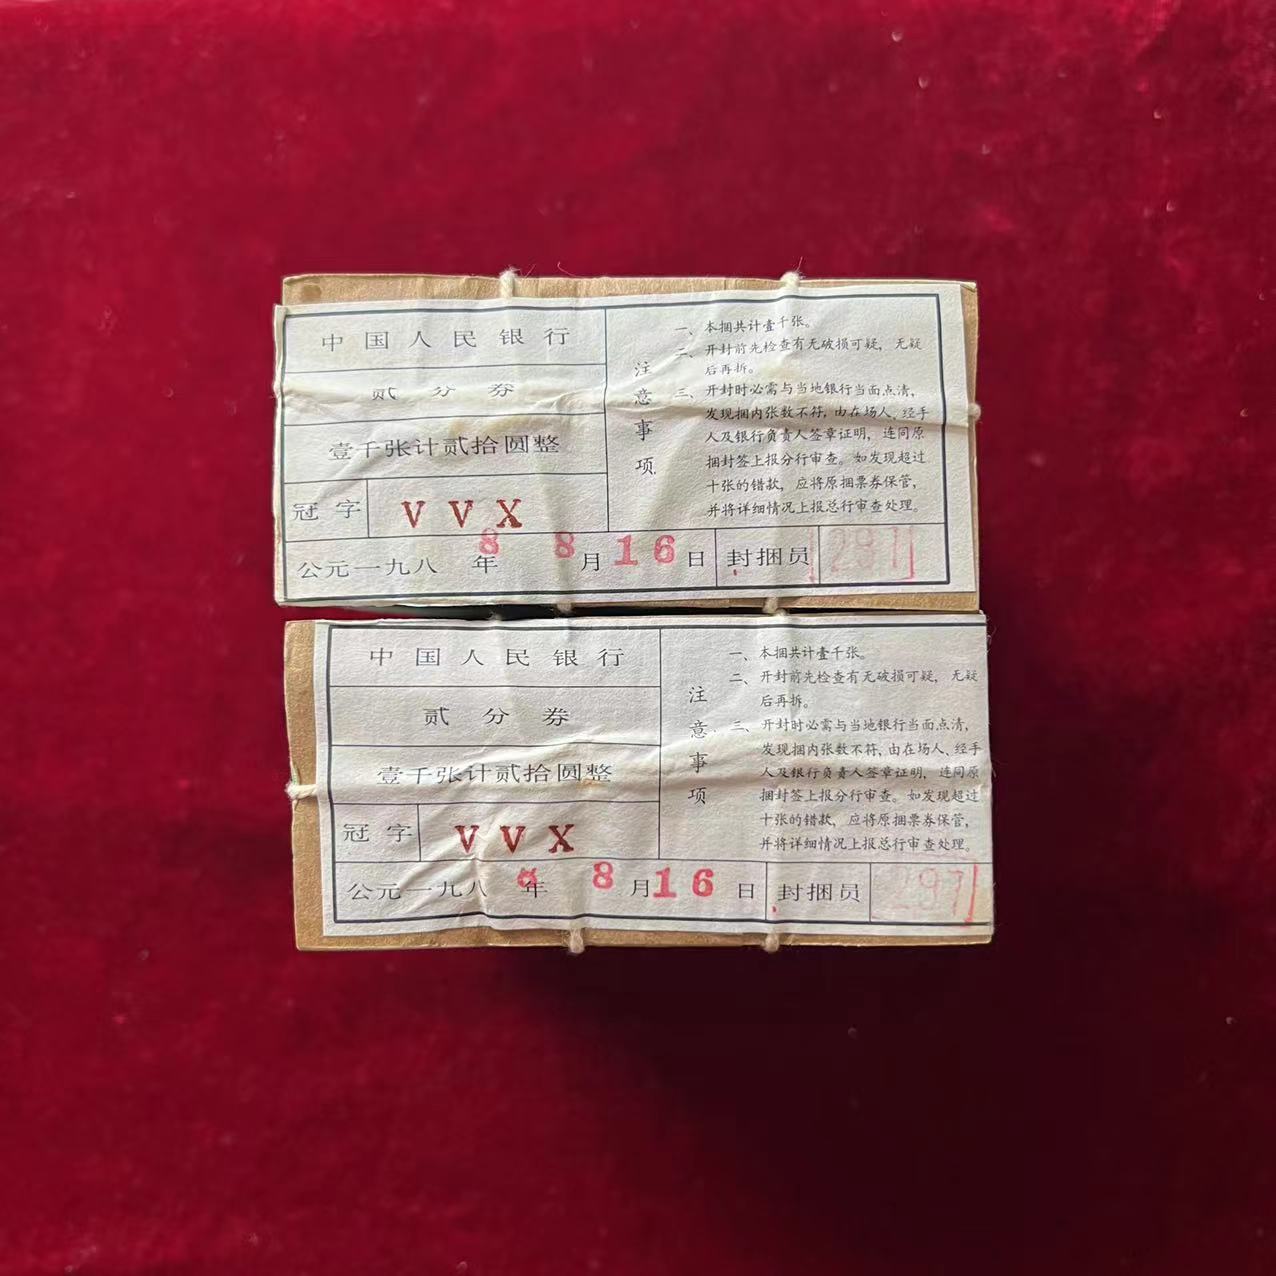 中国人民银行
贰分券
壹千张计贰拾圆整
冠字 VVX
公元一九八8年 8月16日 封捆员
注意事项
一、本捆共计壹千张。
二、开封前先检查有无破损可疑，无疑
后再拆。
三、开封时必需与当地银行当面点清，
发现捆内张数不符，由在场人、经手
人及银行负责人签章证明，连同原
捆封签上报分行审查。如发现超过
十张的错款，应将原捆票券保管，
并将详细情况上报总行审查处理。
中国人民银行
贰分券
壹千张计贰拾圆整
冠字 VVX
公元一九八8年 8月16日 封捆员
注意事项
一、本捆共计壹千张。
二、开封前先检查有无破损可疑，无疑
后再拆。
三、开封时必需与当地银行当面点清，
发现捆内张数不符，由在场人、经手
人及银行负责人签章证明，连同原
捆封签上报分行审查。如发现超过
十张的错款，应将原捆票券保管，
并将详细情况上报总行审查处理。